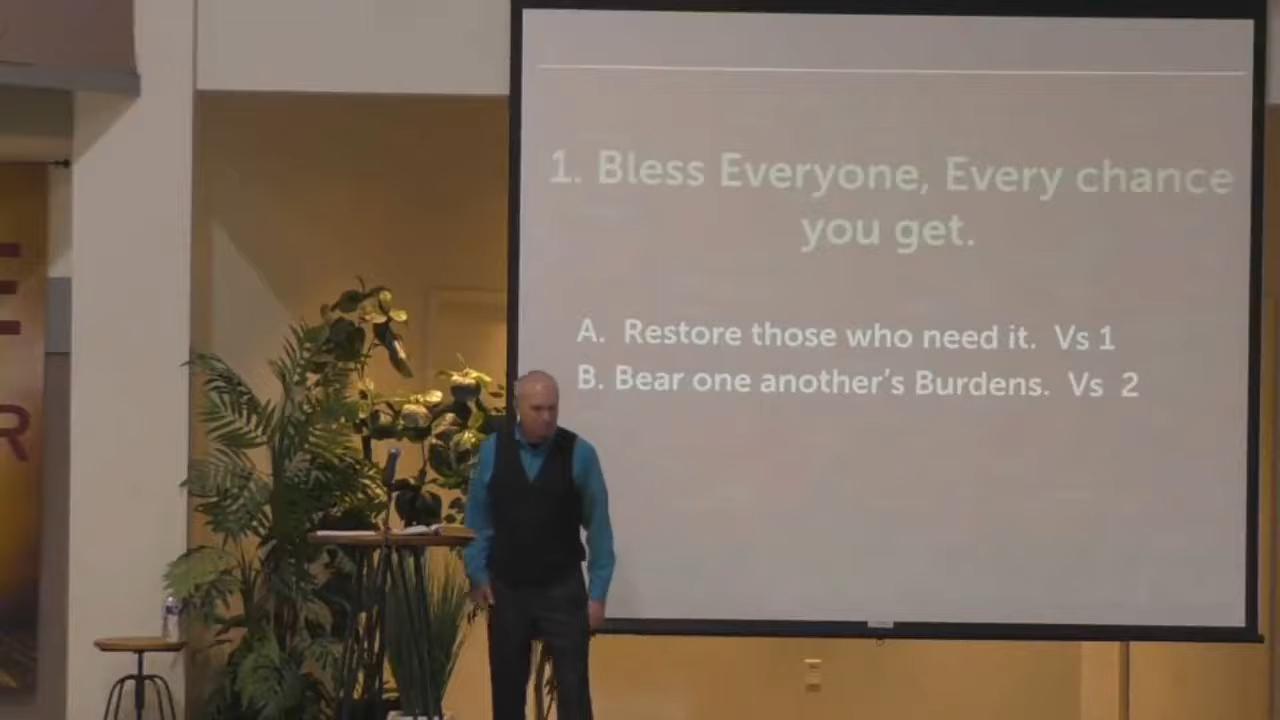 1. Bless Everyone, Every chance
you get.
A. Restore those who need it. Vs 1
B. Bear one another's Burdens. Vs 2